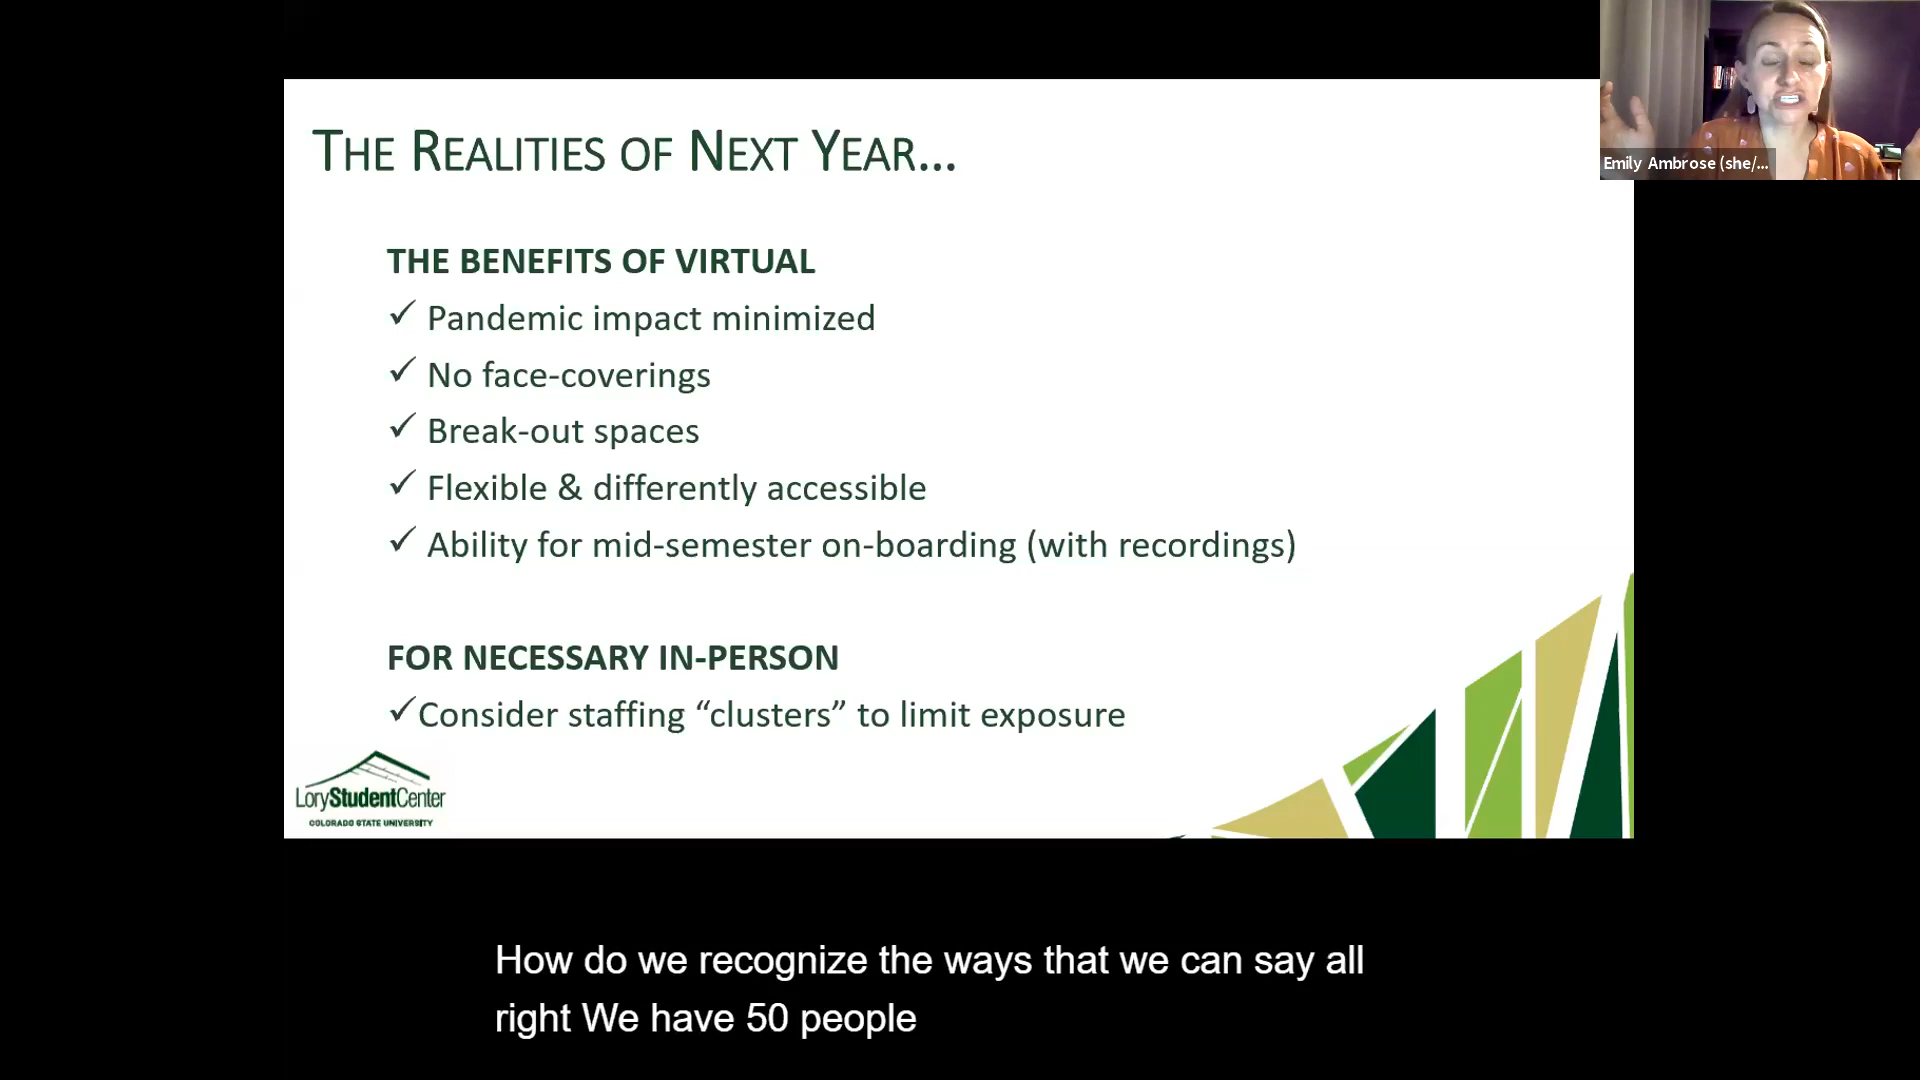 THE REALITIES OF NEXT YEAR...
THE BENEFITS OF VIRTUAL
✓ Pandemic impact minimized
✓ No face-coverings
✓ Break-out spaces
✓ Flexible & differently accessible
✓ Ability for mid-semester on-boarding (with recordings)
FOR NECESSARY IN-PERSON
✓Consider staffing “clusters” to limit exposure
LoryStudentCenter
COLORADO STATE UNIVERSITY
Emily Ambrose (she/...
How do we recognize the ways that we can say all
right We have 50 people